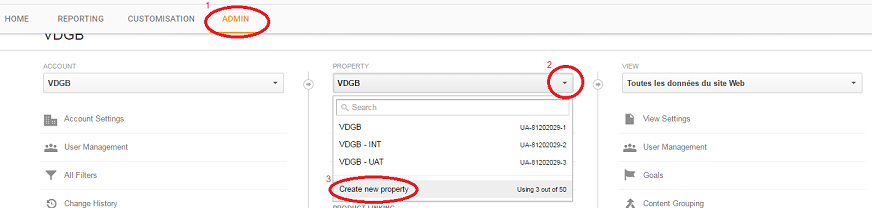 1
HOME REPORTING CUSTOMISATION ADMIN
VDGB
ACCOUNT
VDGB
Account Settings
User Management
All Filters
Change History
PROPERTY
2
VDGB
Search
VDGB UA-81202029-1
VDGB - INT UA-81202029-2
VDGB - UAT UA-81202029-3
3
Create new property Using 3 out of 50
PRODUCT LINKING
VIEW
Toutes les données du site Web
View Settings
User Management
Goals
Content Grouping